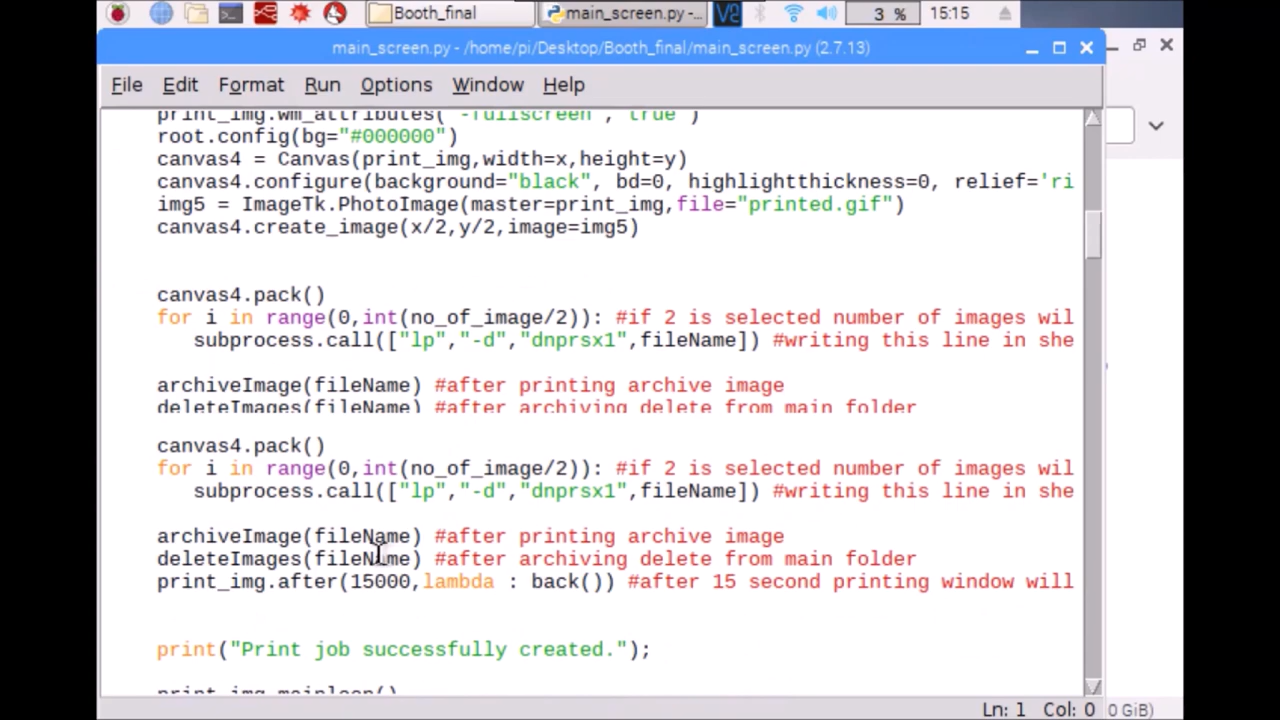 Booth_final
main_screen.py -...
V2
3 %
15:15
main_screen.py - /home/pi/Desktop/Booth_final/main_screen.py (2.7.13)
File Edit Format Run Options Window Help
print_img.wm_attributes('-fullscreen', 'true')
root.config(bg="#000000")
canvas4 = Canvas(print_img,width=x,height=y)
canvas4.configure(background="black", bd=0, highlightthickness=0, relief='ri
img5 = ImageTk.PhotoImage(master=print_img,file="printed.gif")
canvas4.create_image(x/2,y/2,image=img5)
canvas4.pack()
for i in range(0,int(no_of_image/2)): #if 2 is selected number of images wil
subprocess.call(["lp","-d","dnprsx1",fileName]) #writing this line in she
archiveImage(fileName) #after printing archive image
deleteImages(fileName) #after archiving delete from main folder
canvas4.pack()
for i in range(0,int(no_of_image/2)): #if 2 is selected number of images wil
subprocess.call(["lp","-d","dnprsx1",fileName]) #writing this line in she
archiveImage(fileName) #after printing archive image
deleteImages(fileName) #after archiving delete from main folder
print_img.after(15000,lambda : back()) #after 15 second printing window will
print("Print job successfully created.");
print_img.mainloop()
Ln: 1 Col: 0
0 GiB)